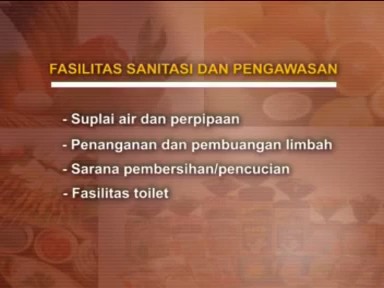 FASILITAS SANITASI DAN PENGAWASAN
- Suplai air dan perpipaan
- Penanganan dan pembuangan limbah
- Sarana pembersihan/pencucian
- Fasilitas toilet